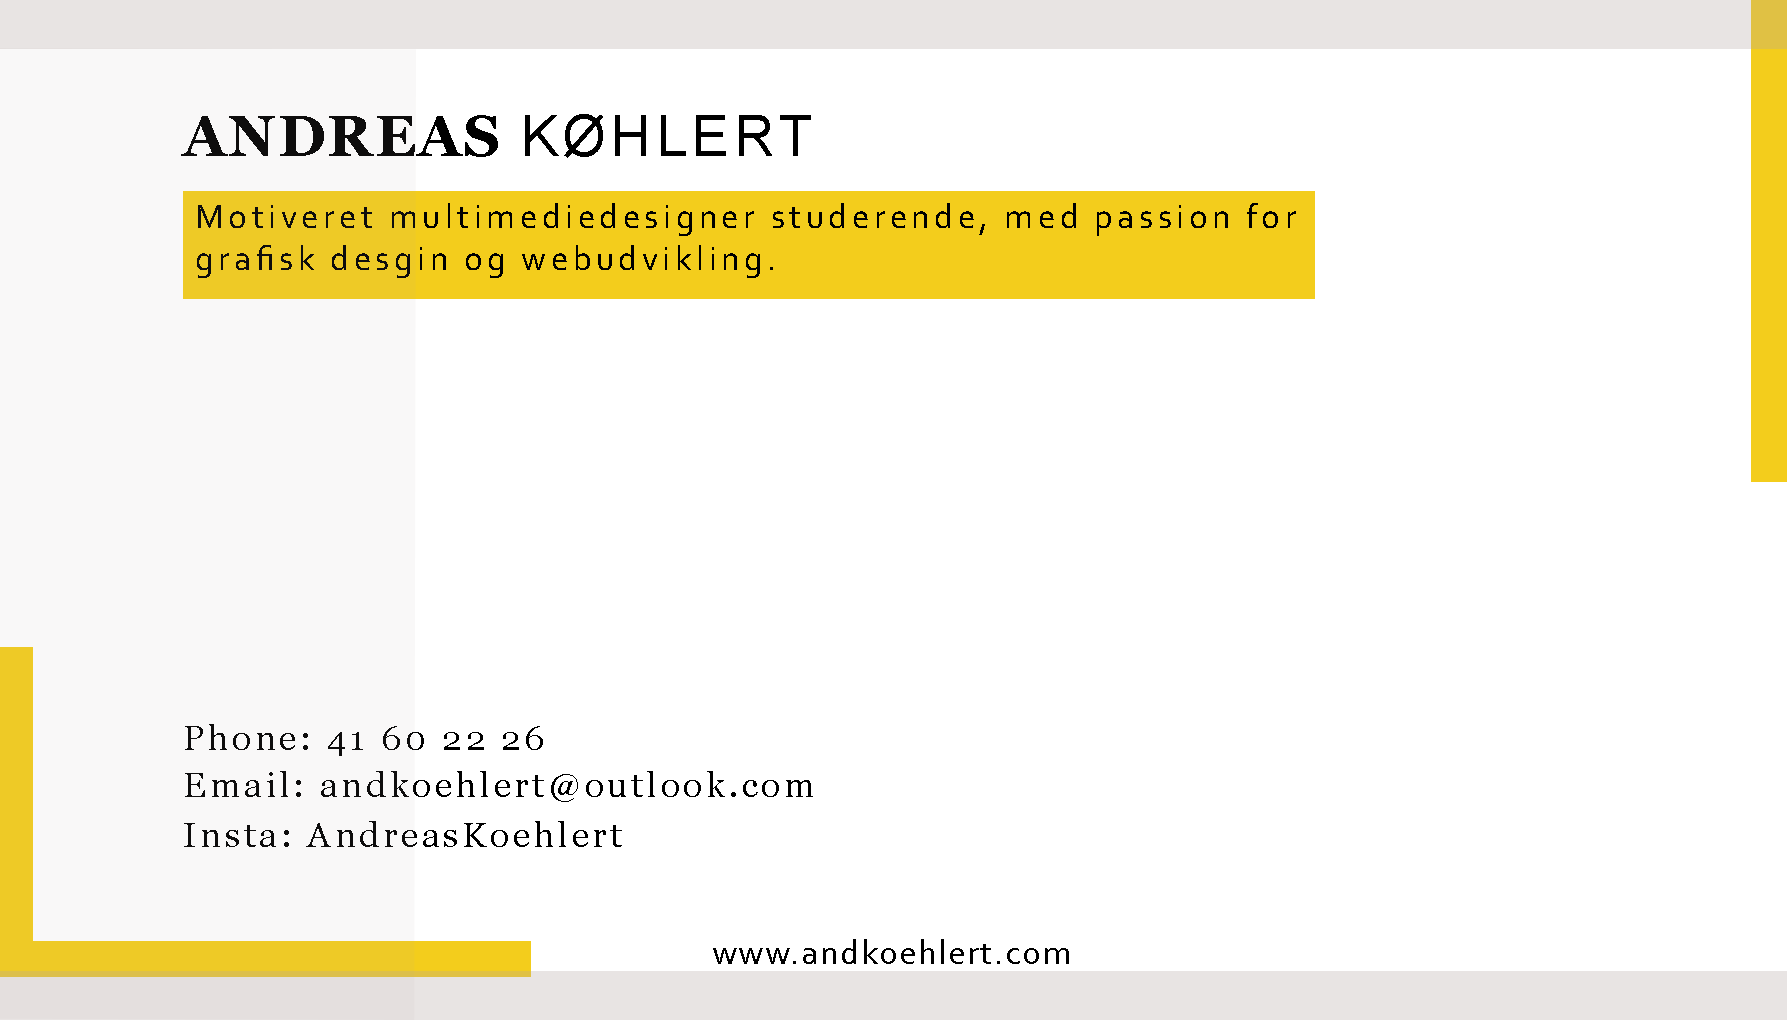 ANDREAS KØHLERT
Motiveret multimediedesigner studerende, med passion for
grafisk desgin og webudvikling.
Phone: 41 60 22 26
Email: andkoehlert@outlook.com
Insta: AndreasKoehlert
www.andkoehlert.com